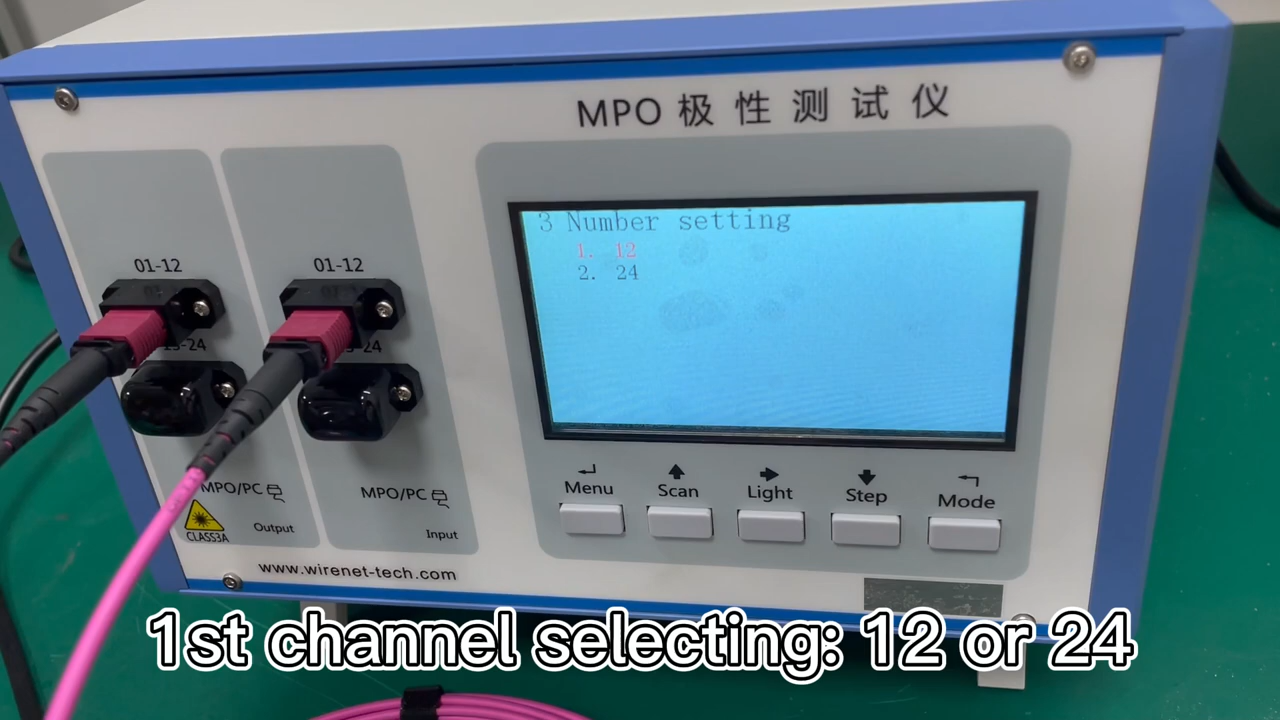 MPO 极性测试仪
3 Number setting
1. 12
2. 24
01-12
01-12
-24
-24
Menu
Scan
Light
Step
Mode
MPO/PC
MPO/PC
CLASS3A
Output
Input
www.wirenet-tech.com
1st channel selecting: 12 or 24